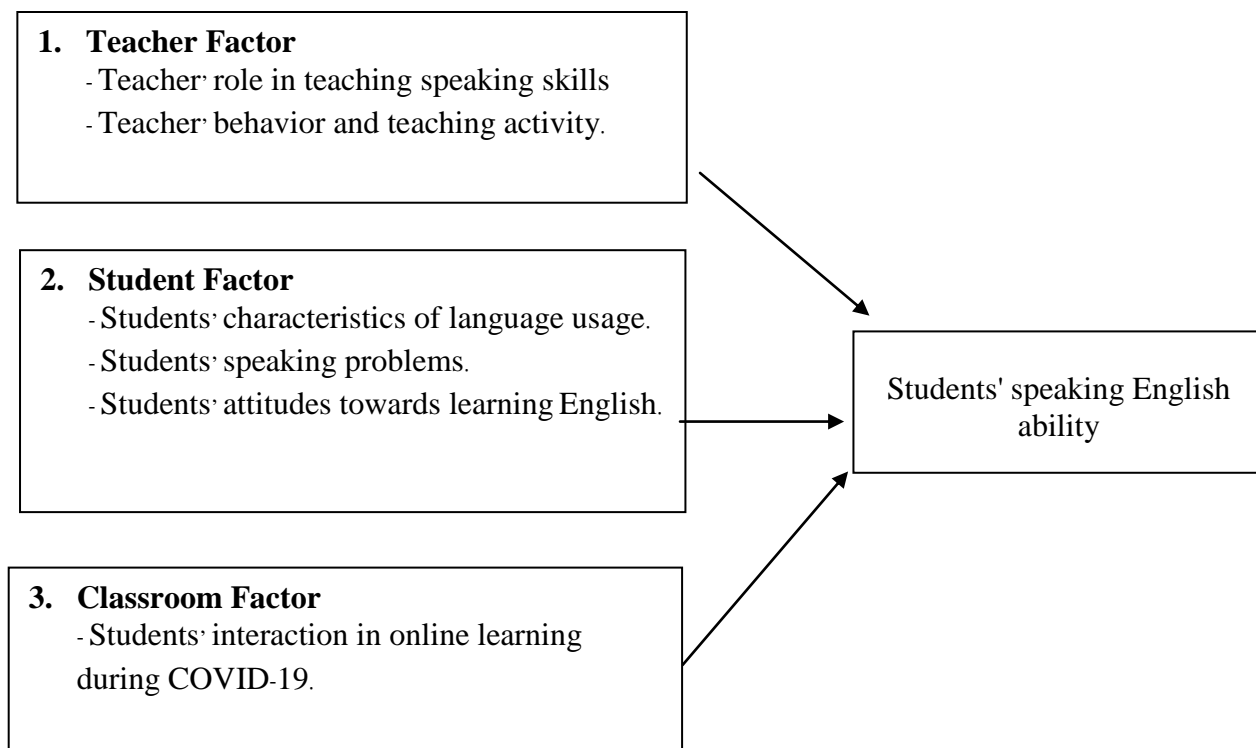 1. Teacher Factor
- Teacher’ role in teaching speaking skills
- Teacher’ behavior and teaching activity.
2. Student Factor
- Students’ characteristics of language usage.
- Students’ speaking problems.
- Students’ attitudes towards learning English.
Students' speaking English
ability
3. Classroom Factor
- Students’ interaction in online learning
during COVID-19.